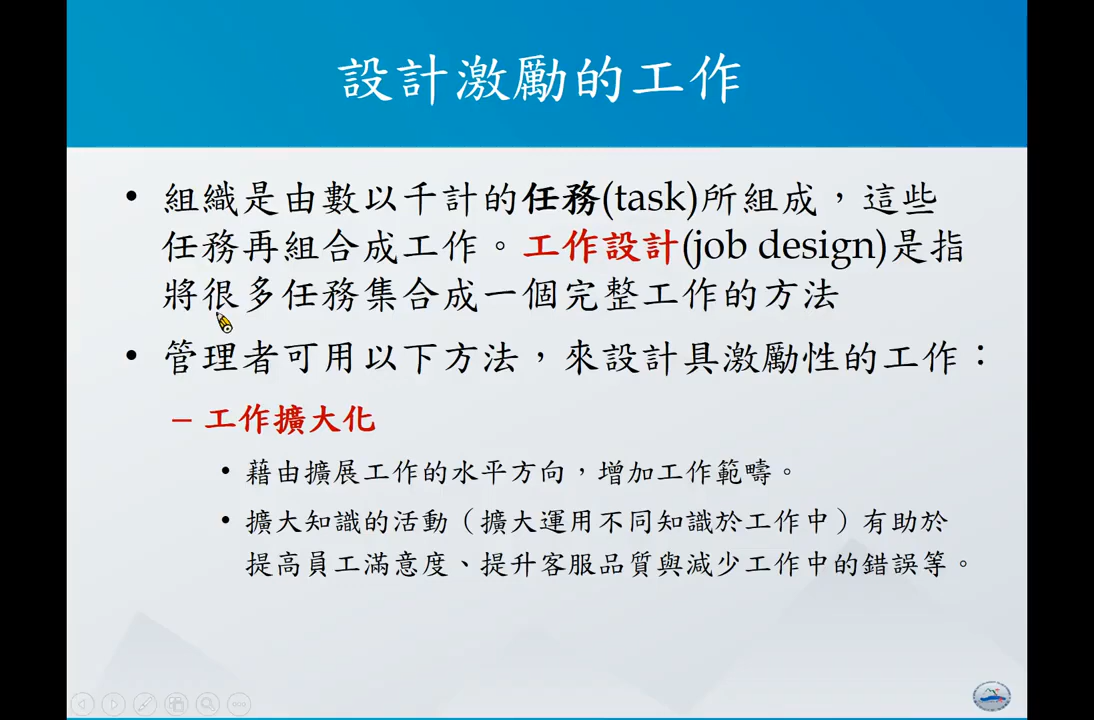 設計激勵的工作
• 組織是由數以千計的任務(task)所組成，這些
任務再組合成工作。工作設計(job design)是指
將很多任務集合成一個完整工作的方法
• 管理者可用以下方法，來設計具激勵性的工作：
– 工作擴大化
• 藉由擴展工作的水平方向，增加工作範疇。
• 擴大知識的活動（擴大運用不同知識於工作中）有助於
提高員工滿意度、提升客服品質與減少工作中的錯誤等。